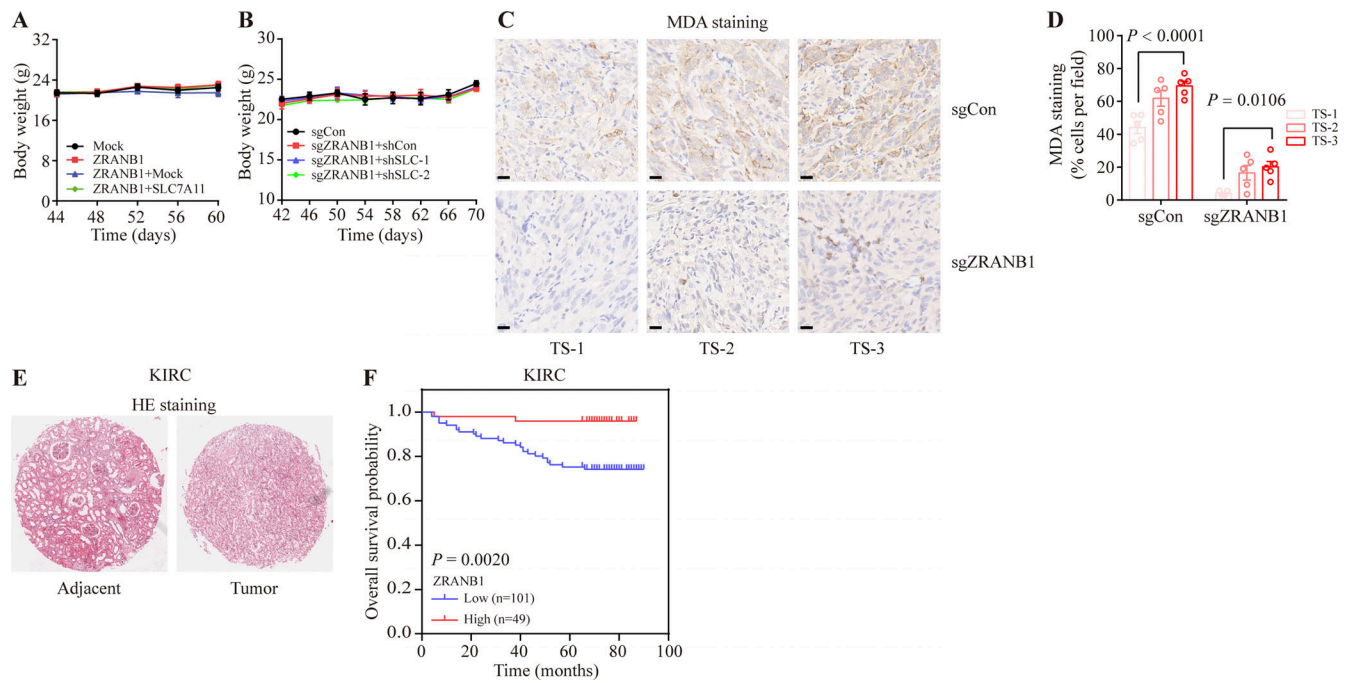 A
Body weight (g)
32
24
16
8
0
Mock
ZRANB1
ZRANB1+Mock
ZRANB1+SLC7A11
44 48 52 56 60
Time (days)
B
Body weight (g)
30
25
20
15
10
sgCon
sgZRANB1+shCon
sgZRANB1+shSLC-1
sgZRANB1+shSLC-2
42 46 50 54 58 62 66 70
Time (days)
C
MDA staining
sgCon
sgZRANB1
TS-1 TS-2 TS-3
D
MDA staining
(% cells per field)
100
80
60
40
20
0
P < 0.0001
P = 0.0106
TS-1
TS-2
TS-3
sgCon sgZRANB1
E
KIRC
HE staining
Adjacent Tumor
F
KIRC
Overall survival probability
1.0
0.8
0.6
0.4
0.2
0.0
P = 0.0020
ZRANB1
Low (n=101)
High (n=49)
0 20 40 60 80 100
Time (months)